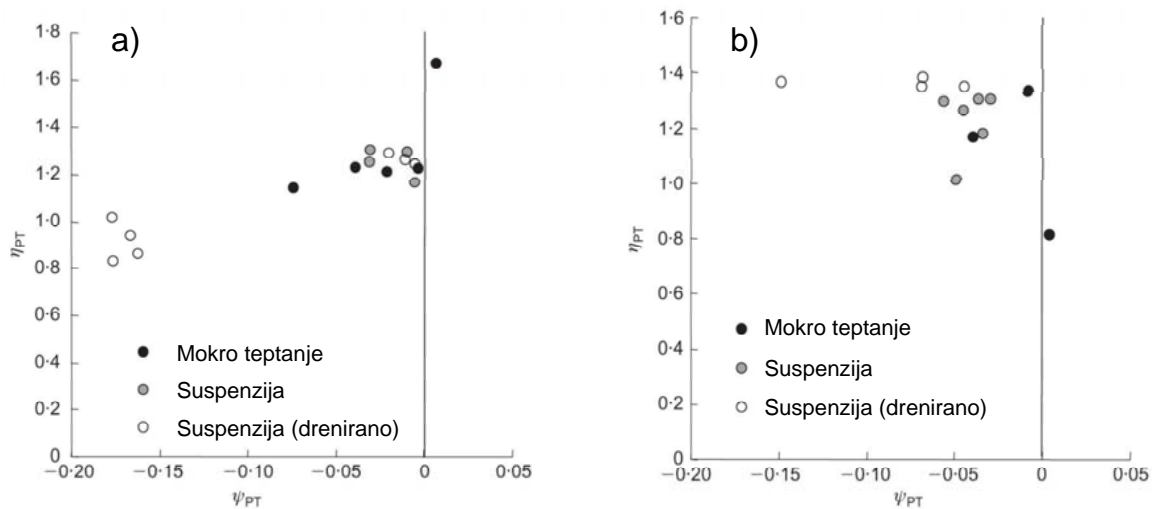 a)
1·8
1·6
1·4
1·2
1·0
0·8
0·6
0·4
0·2
0
ηPT
Mokro teptanje
Suspenzija
Suspenzija (drenirano)
−0·20 −0·15 −0·10 −0·05 0 0·05
ψPT
b)
1·6
1·4
1·2
1·0
0·8
0·6
0·4
0·2
0
ηPT
Mokro teptanje
Suspenzija
Suspenzija (drenirano)
−0·20 −0·15 −0·10 −0·05 0 0·05
ψPT